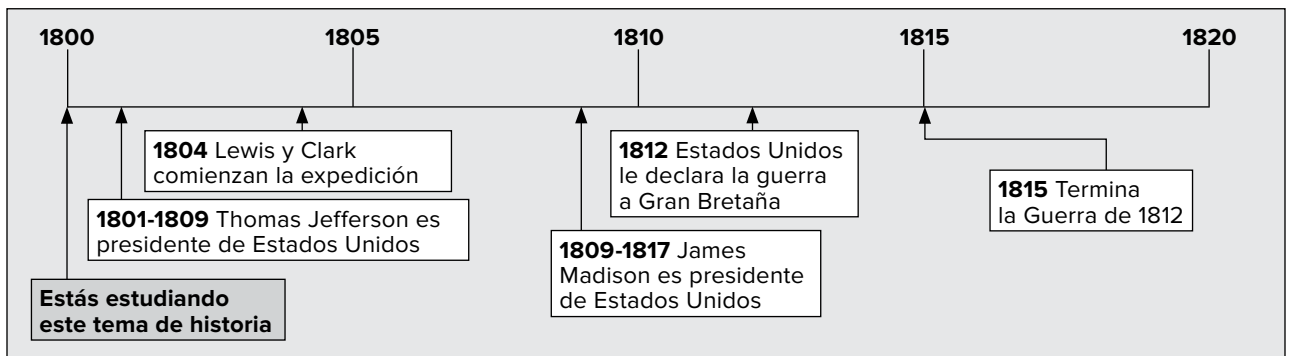 1800 1805 1810 1815 1820
1804 Lewis y Clark
comienzan la expedición
1801-1809 Thomas Jefferson es
presidente de Estados Unidos
Estás estudiando
este tema de historia
1812 Estados Unidos
le declara la guerra
a Gran Bretaña
1809-1817 James
Madison es presidente
de Estados Unidos
1815 Termina
la Guerra de 1812